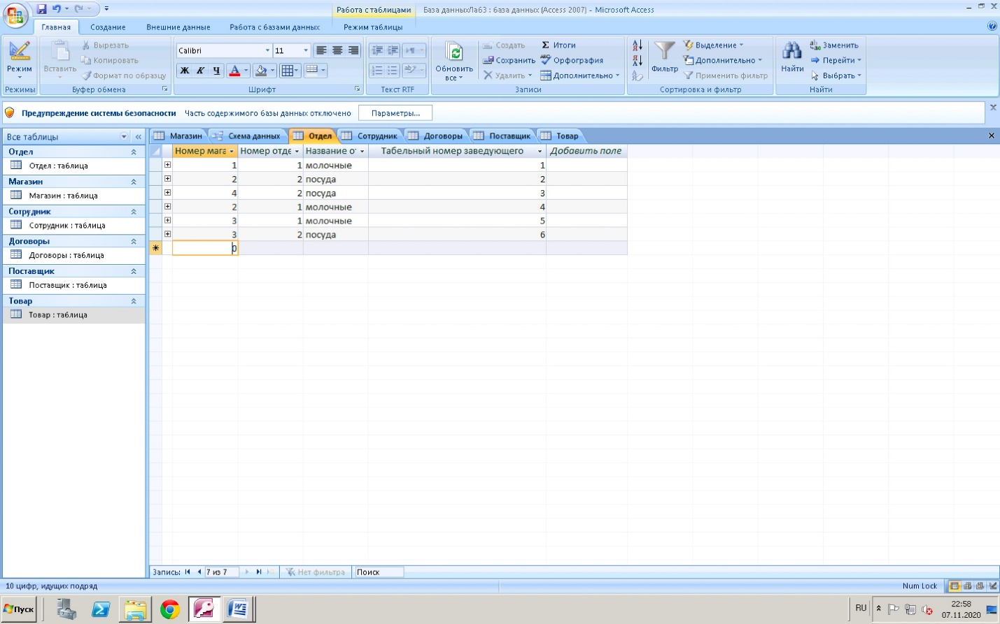 Работа с таблицами
База данныхЛаб3 : база данных (Access 2007) - Microsoft Access
Главная Создание Внешние данные Работа с базами данных Режим таблицы
Режим
Режимы
Вставить
Вырезать
Копировать
Формат по образцу
Буфер обмена
Calibri 11
Ж К Ч А
Шрифт
Текст RTF
Обновить все
Создать
Сохранить
Удалить
Σ Итоги
Орфография
Дополнительно
Записи
Фильтр
Выделение
Дополнительно
Применить фильтр
Сортировка и фильтр
Найти
Заменить
Перейти
Выбрать
Найти
Предупреждение системы безопасности Часть содержимого базы данных отключено Параметры...
Все таблицы
Отдел
Отдел : таблица
Магазин
Магазин : таблица
Сотрудник
Сотрудник : таблица
Договоры
Договоры : таблица
Поставщик
Поставщик : таблица
Товар
Товар : таблица
Магазин Схема данных Отдел Сотрудник Договоры Поставщик Товар
Номер мага Номер отде Название от Табельный номер заведующего Добавить поле
1 1 молочные 1
2 2 посуда 2
4 2 посуда 3
2 1 молочные 4
3 1 молочные 5
3 2 посуда 6
0
Запись: 7 из 7 Нет фильтра Поиск
10 цифр, идущих подряд Num Lock
Пуск RU 22:58
07.11.2020